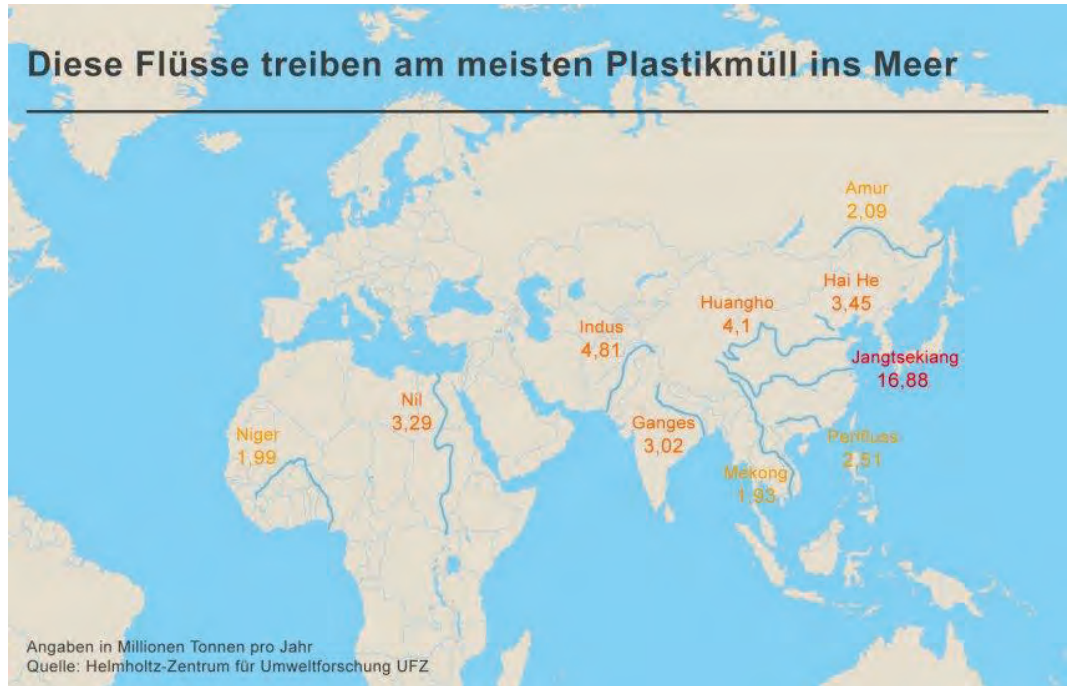 Diese Flüsse treiben am meisten Plastikmüll ins Meer
Amur
2,09
Hai He
3,45
Huangho
4,1
Indus
4,81
Jangtsekiang
16,88
Nil
3,29
Ganges
3,02
Niger
1,99
Perlfluss
2,51
Mekong
1,93
Angaben in Millionen Tonnen pro Jahr
Quelle: Helmholtz-Zentrum für Umweltforschung UFZ